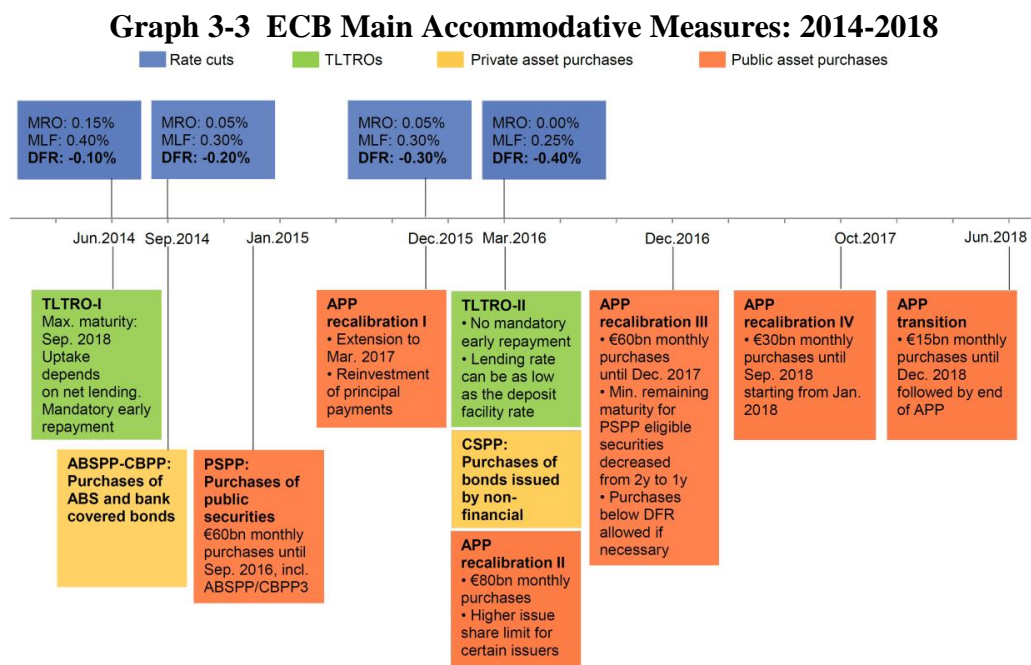 Graph 3-3  ECB Main Accommodative Measures: 2014-2018
Rate cuts
TLTROs
Private asset purchases
Public asset purchases
MRO: 0.15%
MLF: 0.40%
DFR: -0.10%
MRO: 0.05%
MLF: 0.30%
DFR: -0.20%
MRO: 0.05%
MLF: 0.30%
DFR: -0.30%
MRO: 0.00%
MLF: 0.25%
DFR: -0.40%
Jun.2014
Sep.2014
Jan.2015
Dec.2015
Mar.2016
Dec.2016
Oct.2017
Jun.2018
TLTRO-I
Max. maturity:
Sep. 2018
Uptake
depends
on net lending.
Mandatory early
repayment
ABSPP-CBPP:
Purchases of
ABS and bank
covered bonds
PSPP:
Purchases of
public
securities
€60bn monthly
purchases until
Sep. 2016, incl.
ABSPP/CBPP3
APP
recalibration I
• Extension to
Mar. 2017
• Reinvestment
of principal
payments
TLTRO-II
• No mandatory
early repayment
• Lending rate
can be as low
as the deposit
facility rate
CSPP:
Purchases of
bonds issued
by non-
financial
APP
recalibration II
• €80bn monthly
purchases
• Higher issue
share limit for
certain issuers
APP
recalibration III
• €60bn monthly
purchases
until Dec. 2017
• Min. remaining
maturity for
PSPP eligible
securities
decreased
from 2y to 1y
• Purchases
below DFR
allowed if
necessary
APP
recalibration IV
• €30bn monthly
purchases until
Sep. 2018
starting from Jan.
2018
APP
transition
• €15bn monthly
purchases until
Dec. 2018
followed by end
of APP